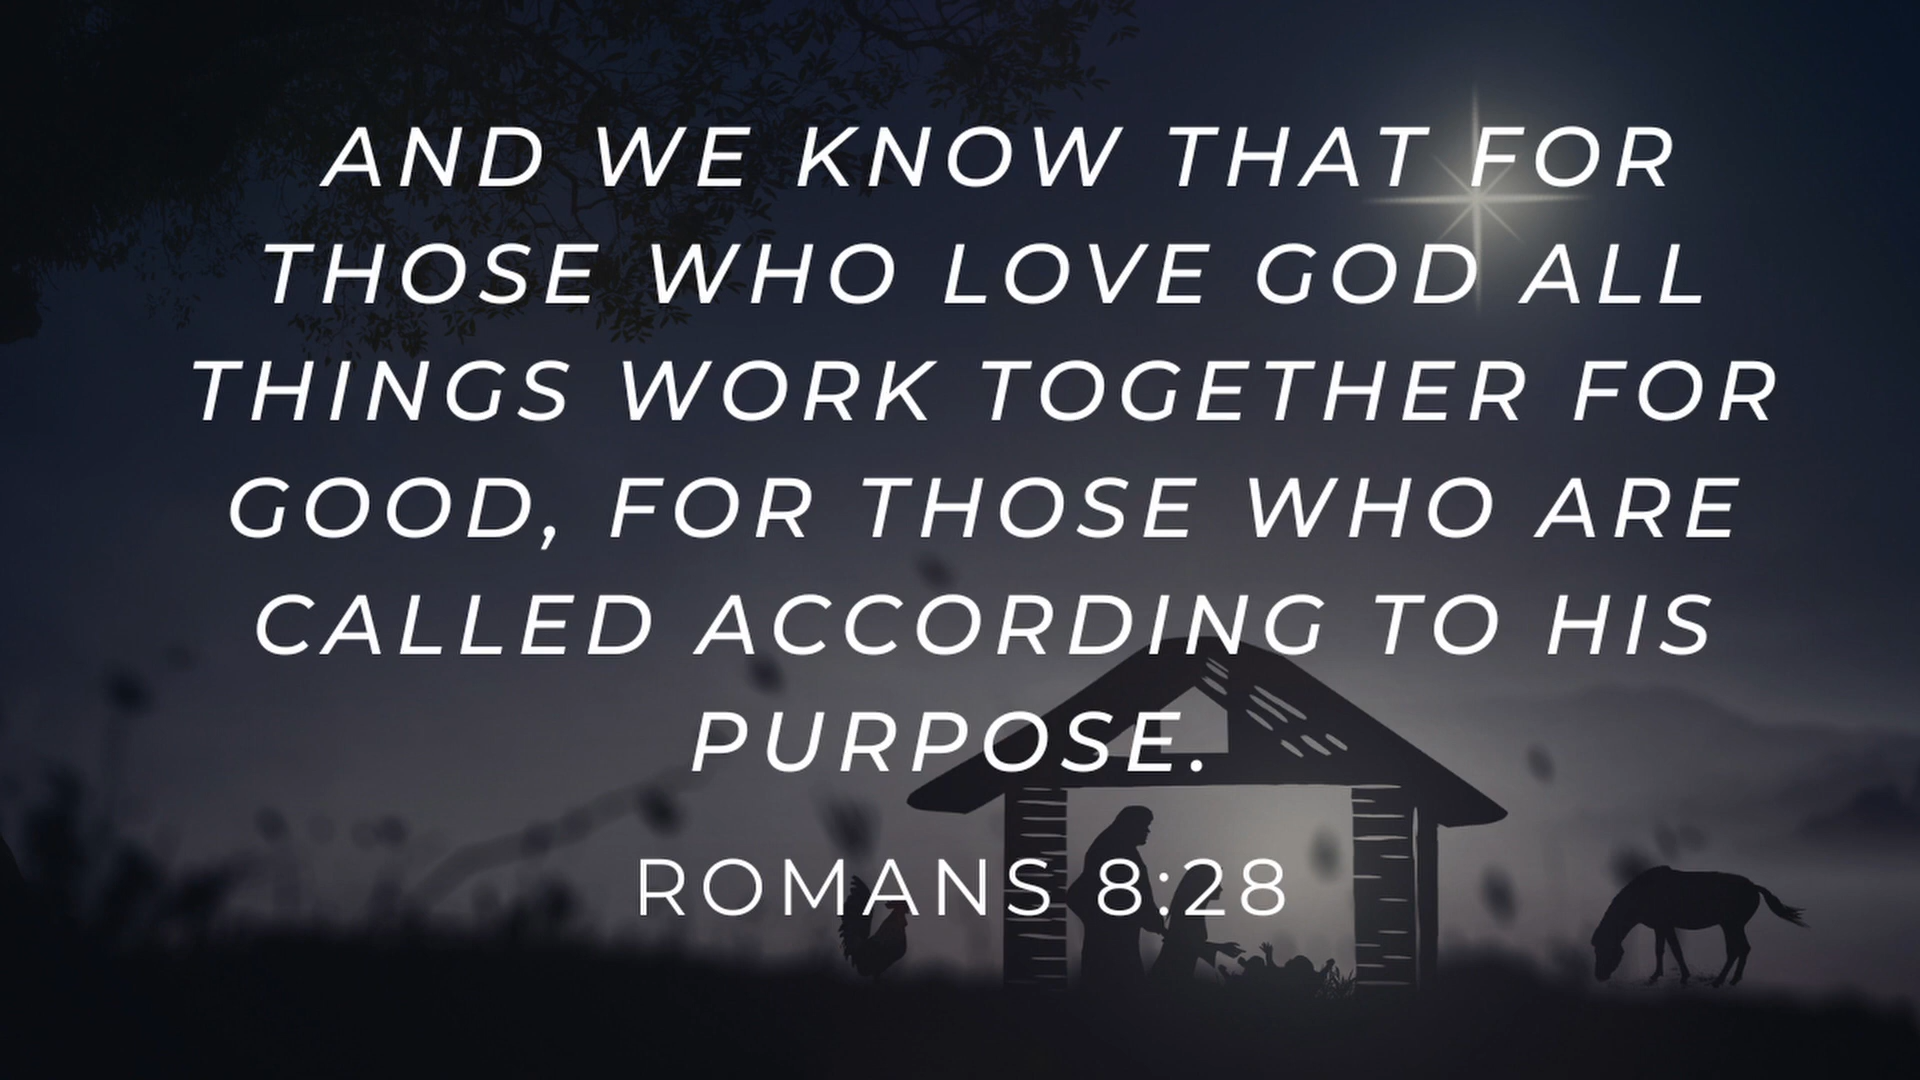 AND WE KNOW THAT FOR
THOSE WHO LOVE GOD ALL
THINGS WORK TOGETHER FOR
GOOD, FOR THOSE WHO ARE
CALLED ACCORDING TO HIS
PURPOSE.
ROMANS 8:28